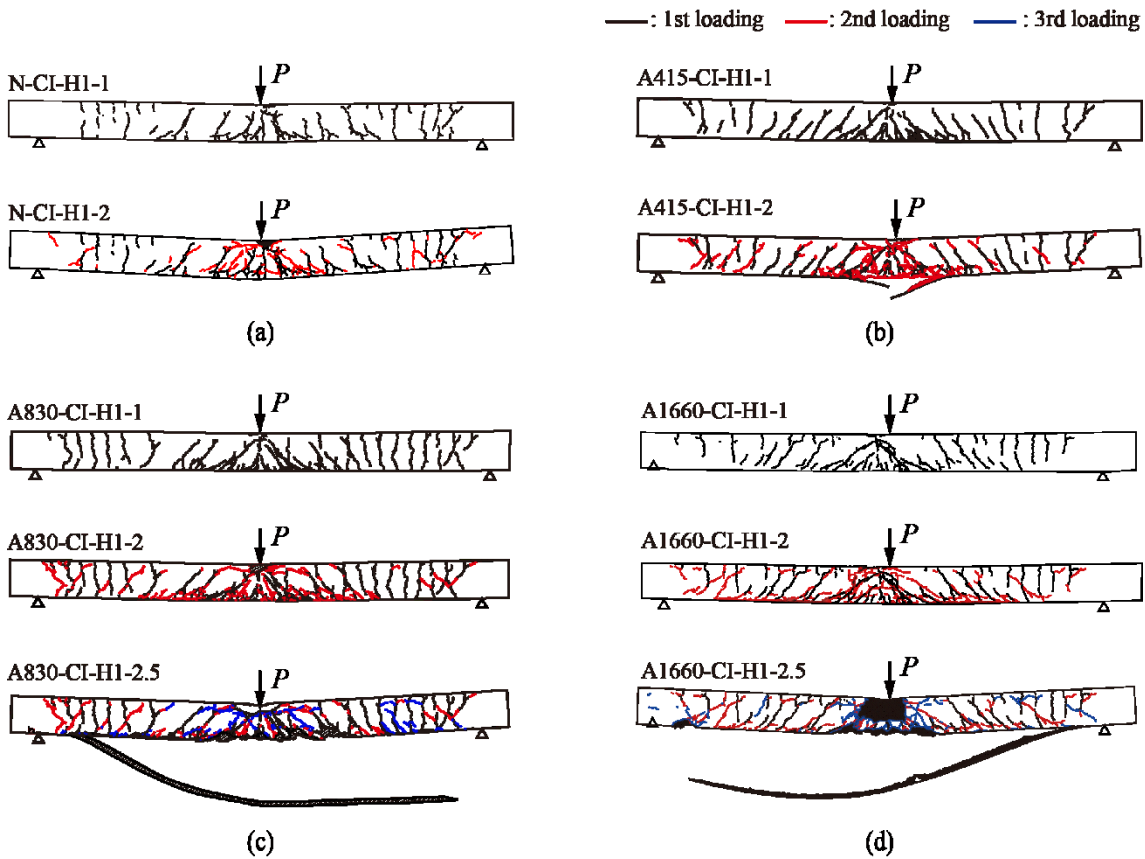 : 1st loading : 2nd loading : 3rd loading
N-CI-H1-1
P
A415-CI-H1-1
P
N-CI-H1-2
P
A415-CI-H1-2
P
(a)
(b)
A830-CI-H1-1
P
A1660-CI-H1-1
P
A830-CI-H1-2
P
A1660-CI-H1-2
P
A830-CI-H1-2.5
P
A1660-CI-H1-2.5
P
(c)
(d)